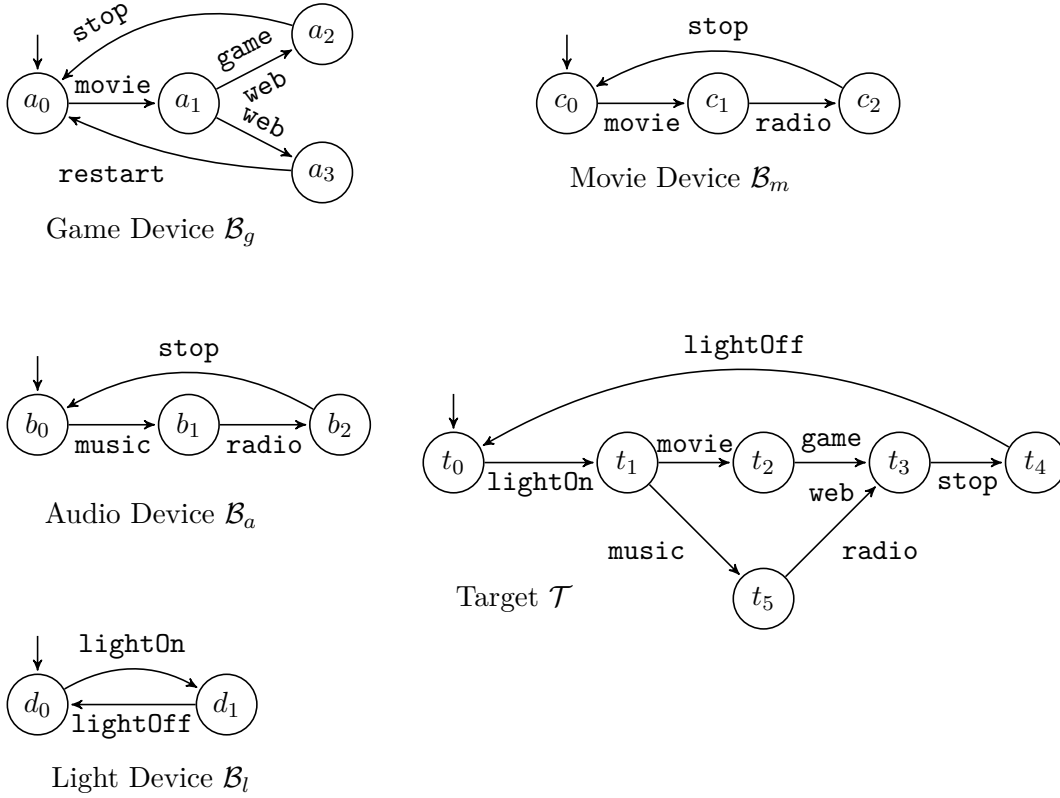 stop
a₂
game
a₀
movie
a₁
web
web
restart
a₃
Game Device 𝓑g
stop
c₀
c₁
c₂
movie
radio
Movie Device 𝓑m
stop
b₀
b₁
b₂
music
radio
Audio Device 𝓑a
lightOff
movie
game
t₀
t₁
t₂
t₃
t₄
lightOn
web
stop
music
radio
t₅
Target 𝓣
lightOn
d₀
d₁
lightOff
Light Device 𝓑l